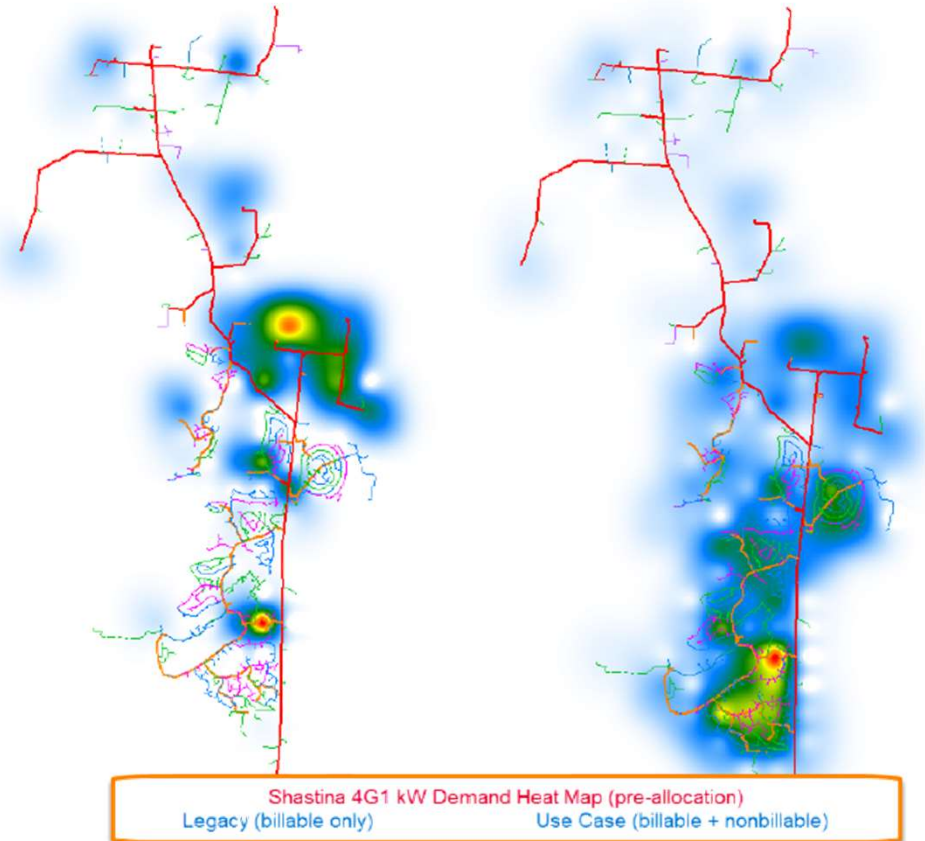 Shastina 4G1 kW Demand Heat Map (pre-allocation)
Legacy (billable only) Use Case (billable + nonbillable)